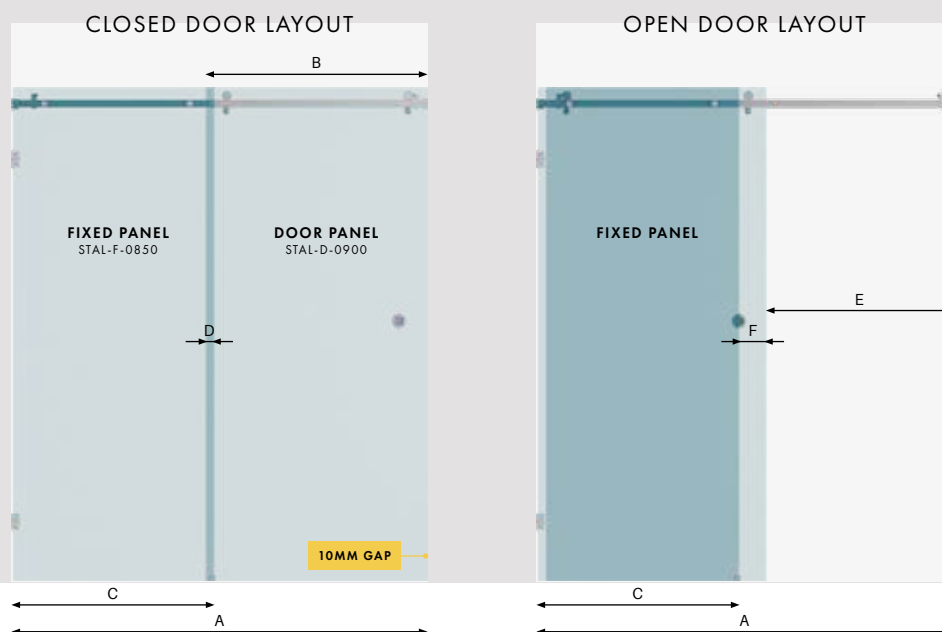 CLOSED DOOR LAYOUT
B
FIXED PANEL
STAL-F-0850
DOOR PANEL
STAL-D-0900
D
10MM GAP
C
A
OPEN DOOR LAYOUT
FIXED PANEL
E
F
C
A